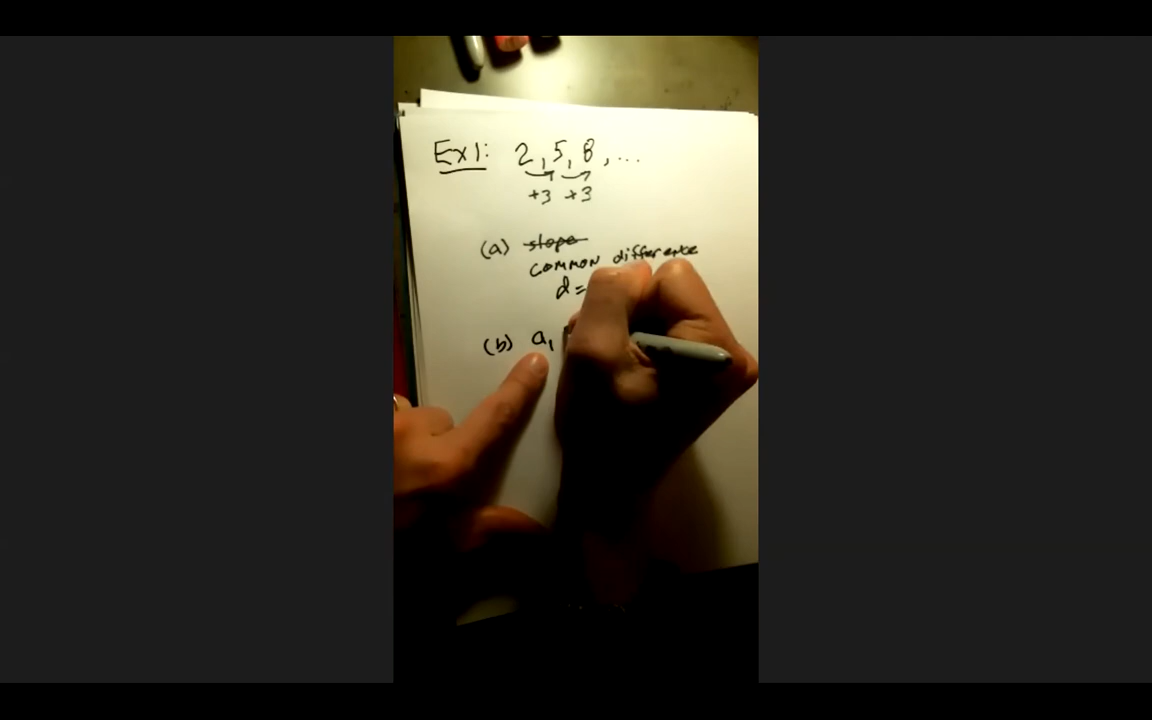 Ex1: 2, 5, 8, ...
+3 +3
(a) slope
common difference
d=
(b) a₁